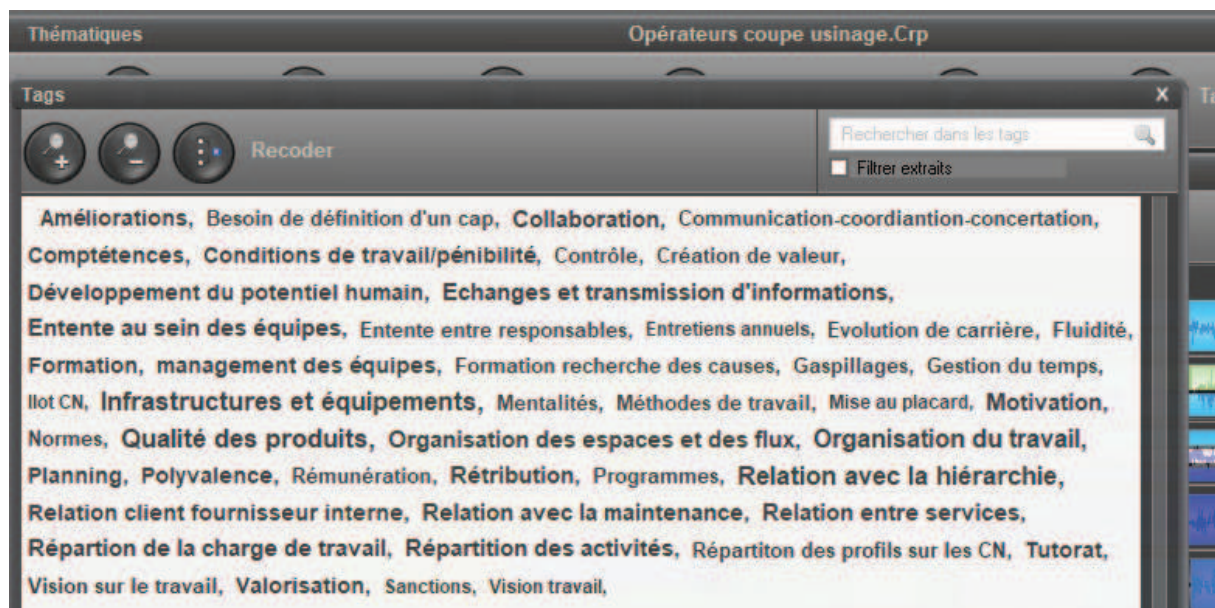 Thématiques Opérateurs coupe usinage.Crp
Tags X Ta
Recoder Rechercher dans les tags
Filtrer extraits
Améliorations, Besoin de définition d'un cap, Collaboration, Communication-coordiantion-concertation,
Comptétences, Conditions de travail/pénibilité, Contrôle, Création de valeur,
Développement du potentiel humain, Echanges et transmission d'informations,
Entente au sein des équipes, Entente entre responsables, Entretiens annuels, Evolution de carrière, Fluidité,
Formation, management des équipes, Formation recherche des causes, Gaspillages, Gestion du temps,
Ilot CN, Infrastructures et équipements, Mentalités, Méthodes de travail, Mise au placard, Motivation,
Normes, Qualité des produits, Organisation des espaces et des flux, Organisation du travail,
Planning, Polyvalence, Rémunération, Rétribution, Programmes, Relation avec la hiérarchie,
Relation client fournisseur interne, Relation avec la maintenance, Relation entre services,
Répartion de la charge de travail, Répartition des activités, Répartiton des profils sur les CN, Tutorat,
Vision sur le travail, Valorisation, Sanctions, Vision travail,